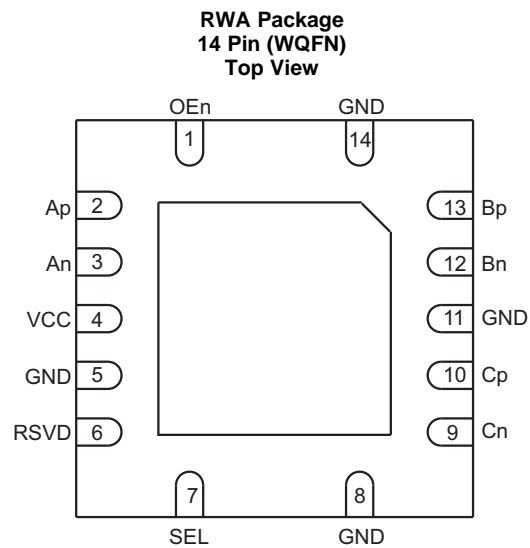 RWA Package
14 Pin (WQFN)
Top View
OEn GND
1 14
Ap 2 13 Bp
An 3 12 Bn
VCC 4 11 GND
GND 5 10 Cp
RSVD 6 9 Cn
7 8
SEL GND